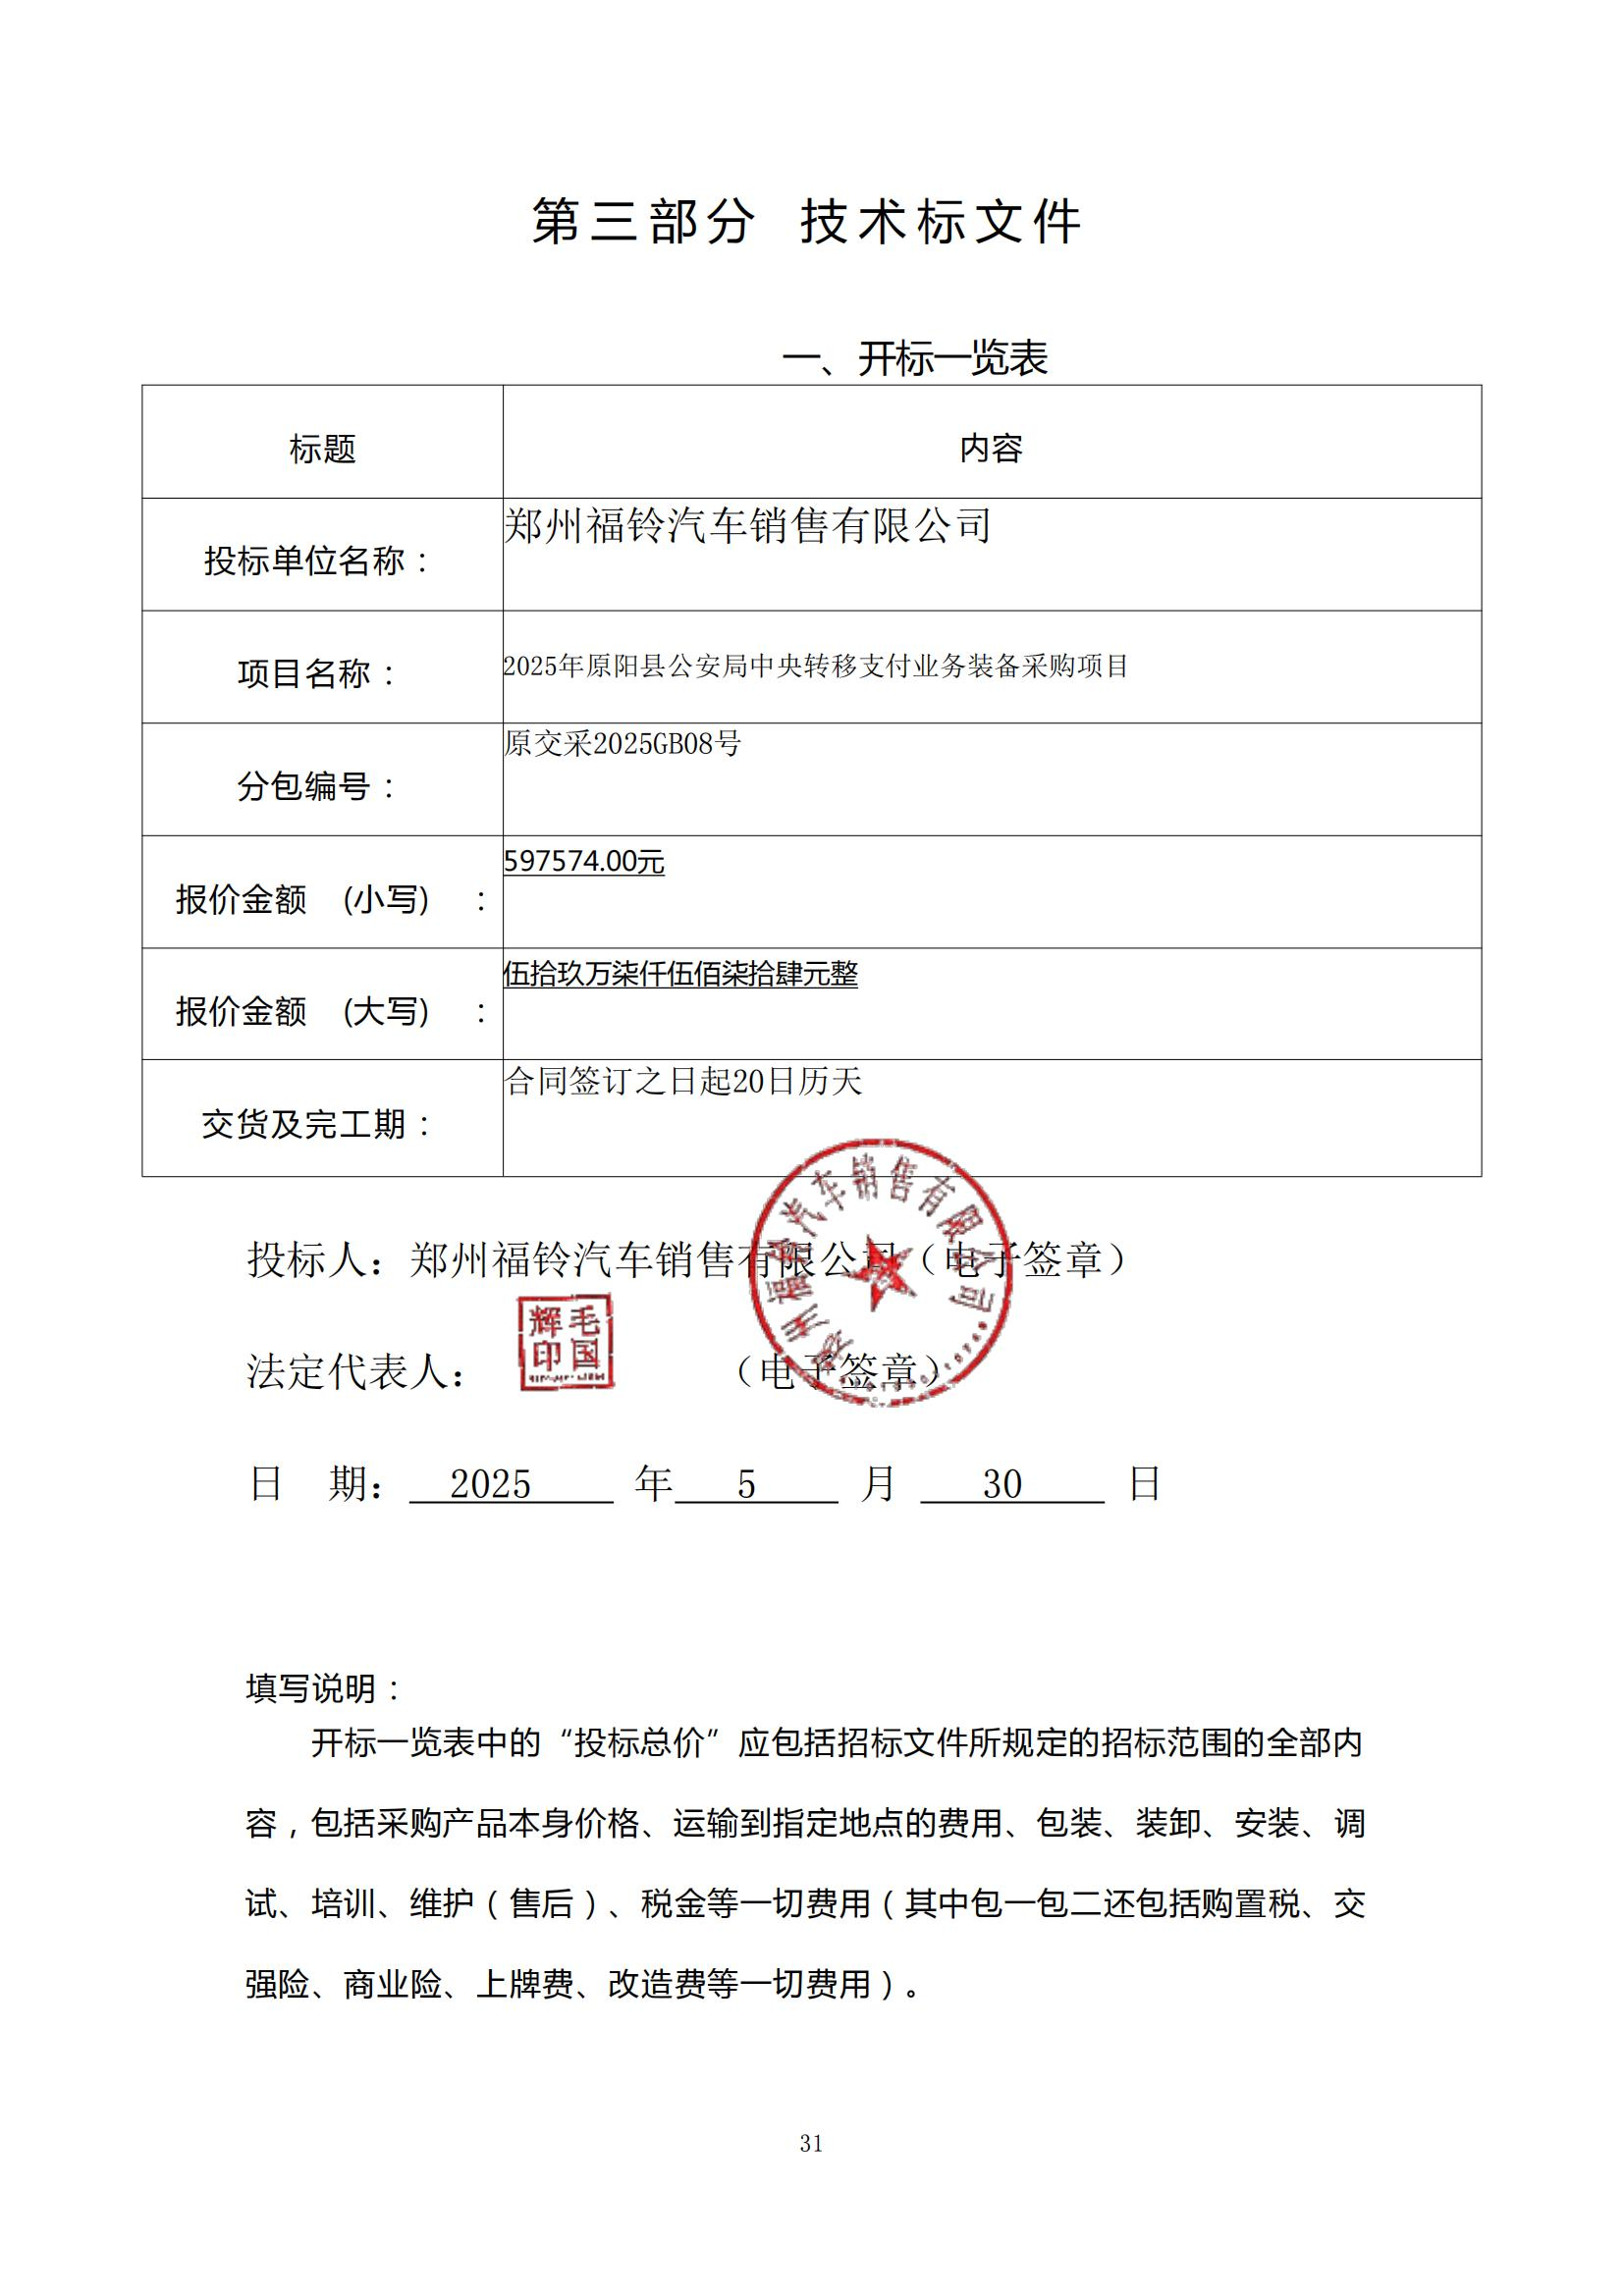 第三部分 技术标文件
一、开标一览表
标题 内容
投标单位名称： 郑州福铃汽车销售有限公司
项目名称： 2025年原阳县公安局中央转移支付业务装备采购项目
分包编号： 原交采2025GB08号
报价金额 (小写) ： 597574.00元
报价金额 (大写) ： 伍拾玖万柒仟伍佰柒拾肆元整
交货及完工期： 合同签订之日起20日历天
投标人：郑州福铃汽车销售有限公司（电子签章）
郑州福铃汽车销售有限公司
法定代表人： （电子签章）
毛国辉印
日 期： 2025 年 5 月 30 日
填写说明：
开标一览表中的“投标总价”应包括招标文件所规定的招标范围的全部内
容，包括采购产品本身价格、运输到指定地点的费用、包装、装卸、安装、调
试、培训、维护（售后）、税金等一切费用（其中包一包二还包括购置税、交
强险、商业险、上牌费、改造费等一切费用）。
31